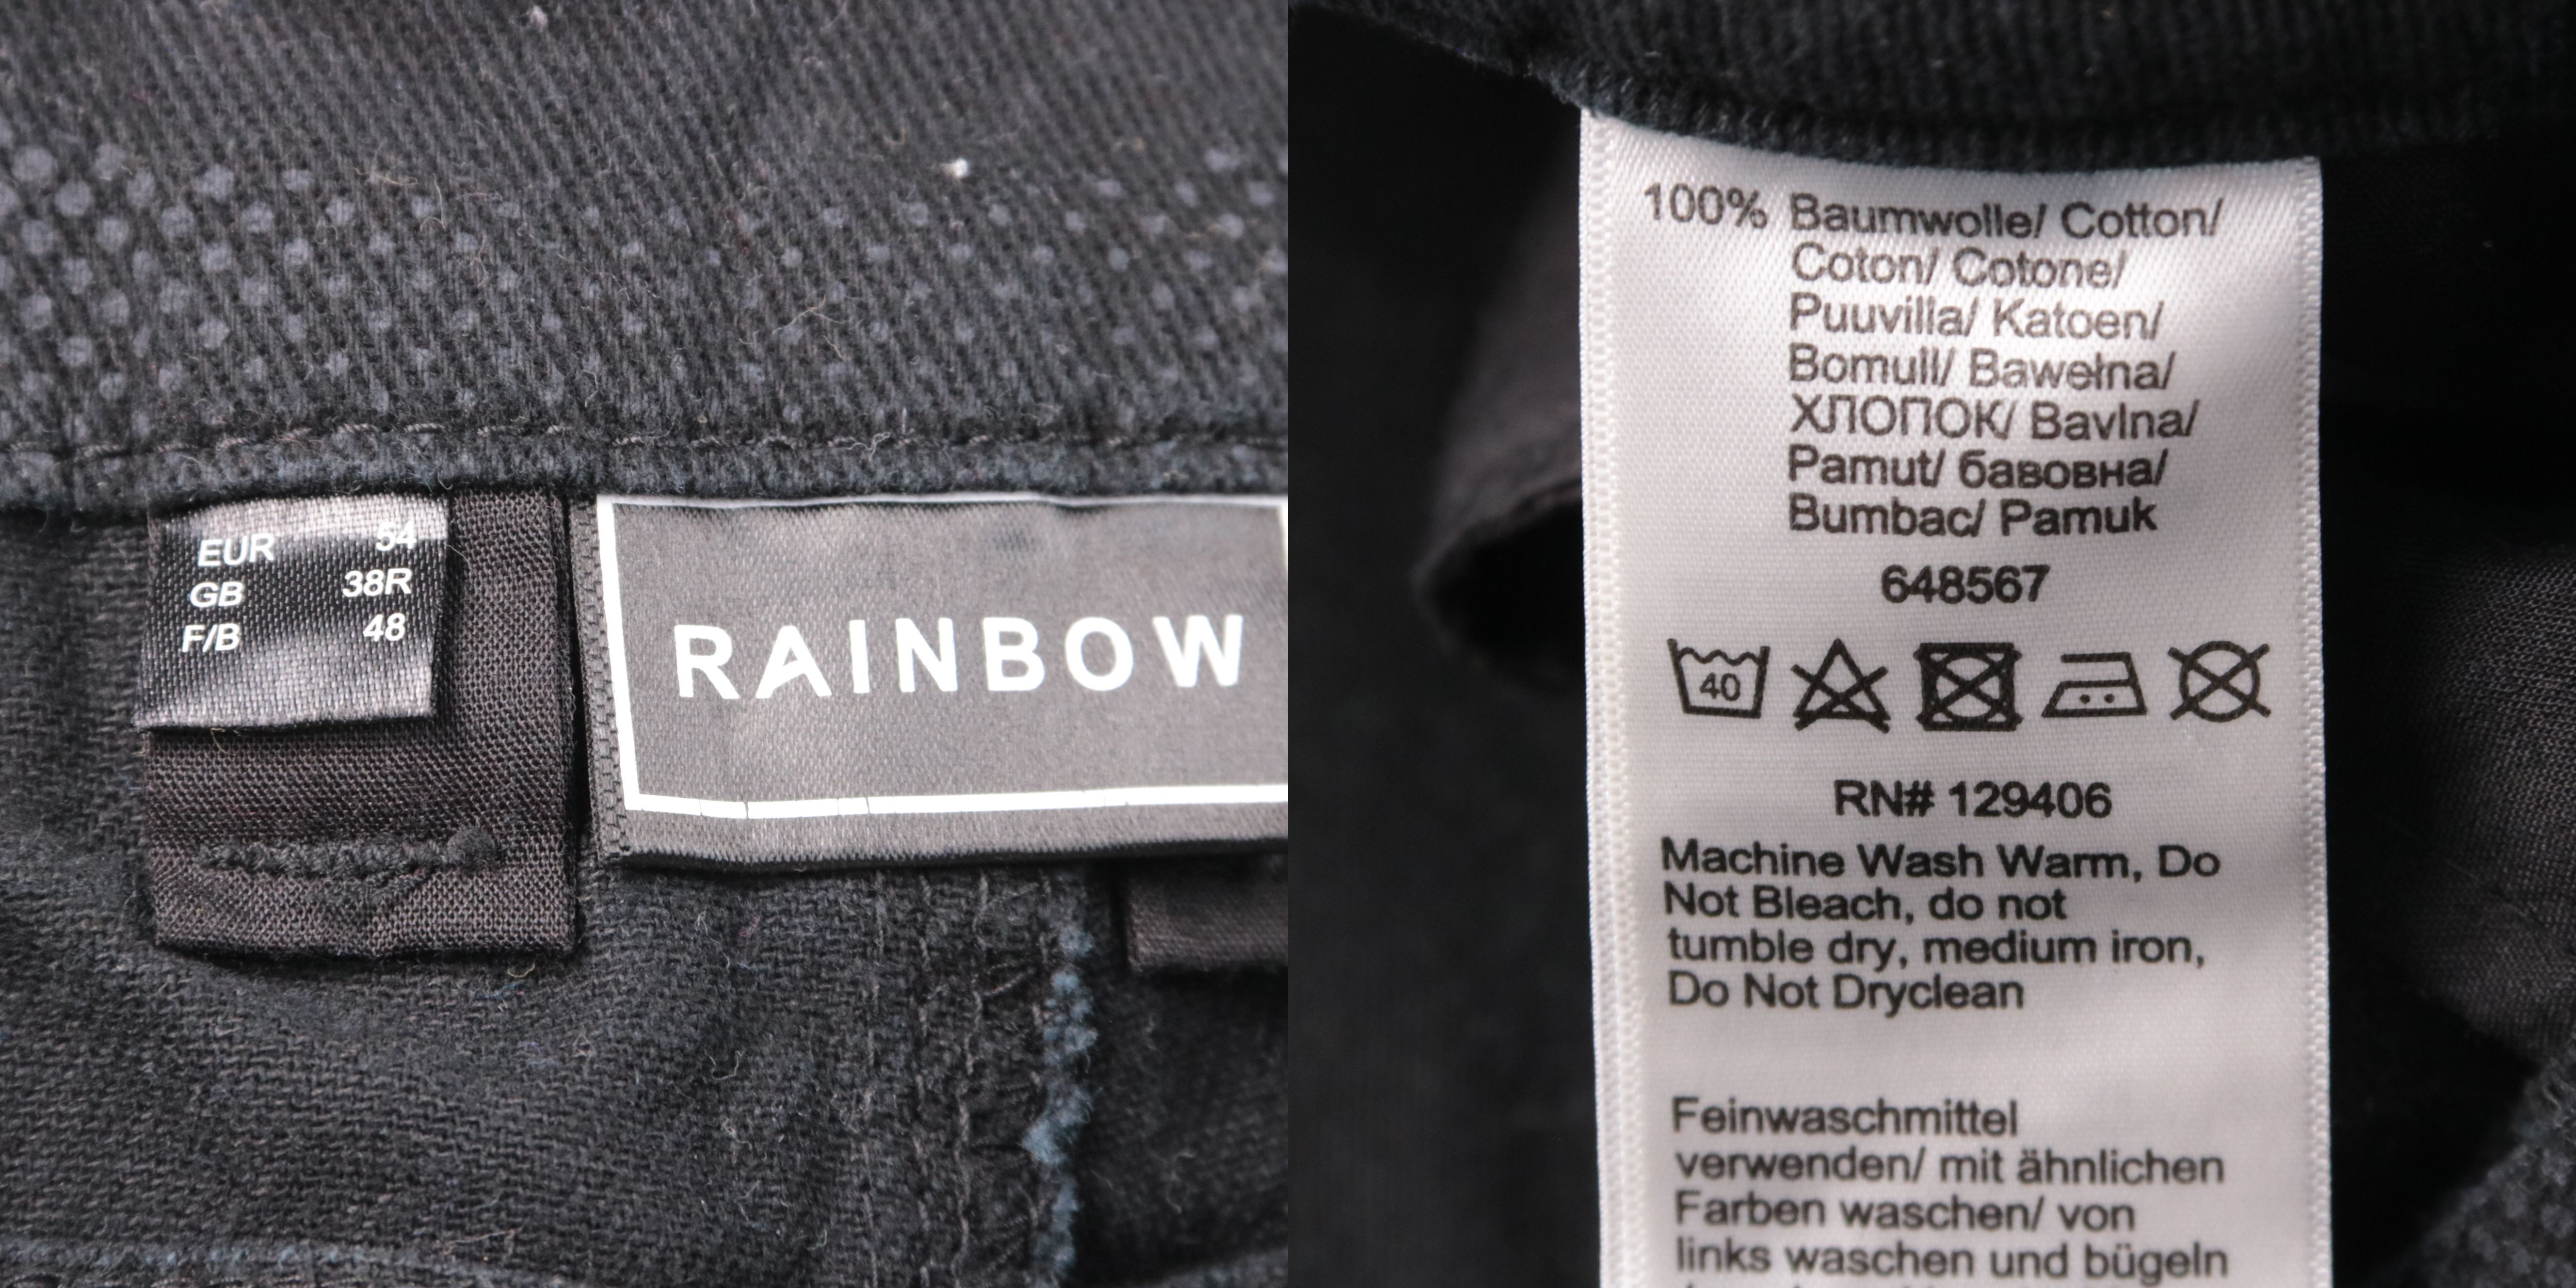 EUR 54
GB 38R
F/B 48
RAINBOW
100% Baumwolle/ Cotton/
Coton/ Cotone/
Puuvilla/ Katoen/
Bomull/ Bawełna/
ХЛОПОК/ Bavlna/
Pamut/ бавовна/
Bumbac/ Pamuk
648567
40
RN# 129406
Machine Wash Warm, Do
Not Bleach, do not
tumble dry, medium iron,
Do Not Dryclean
Feinwaschmittel
verwenden/ mit ähnlichen
Farben waschen/ von
links waschen und bügeln